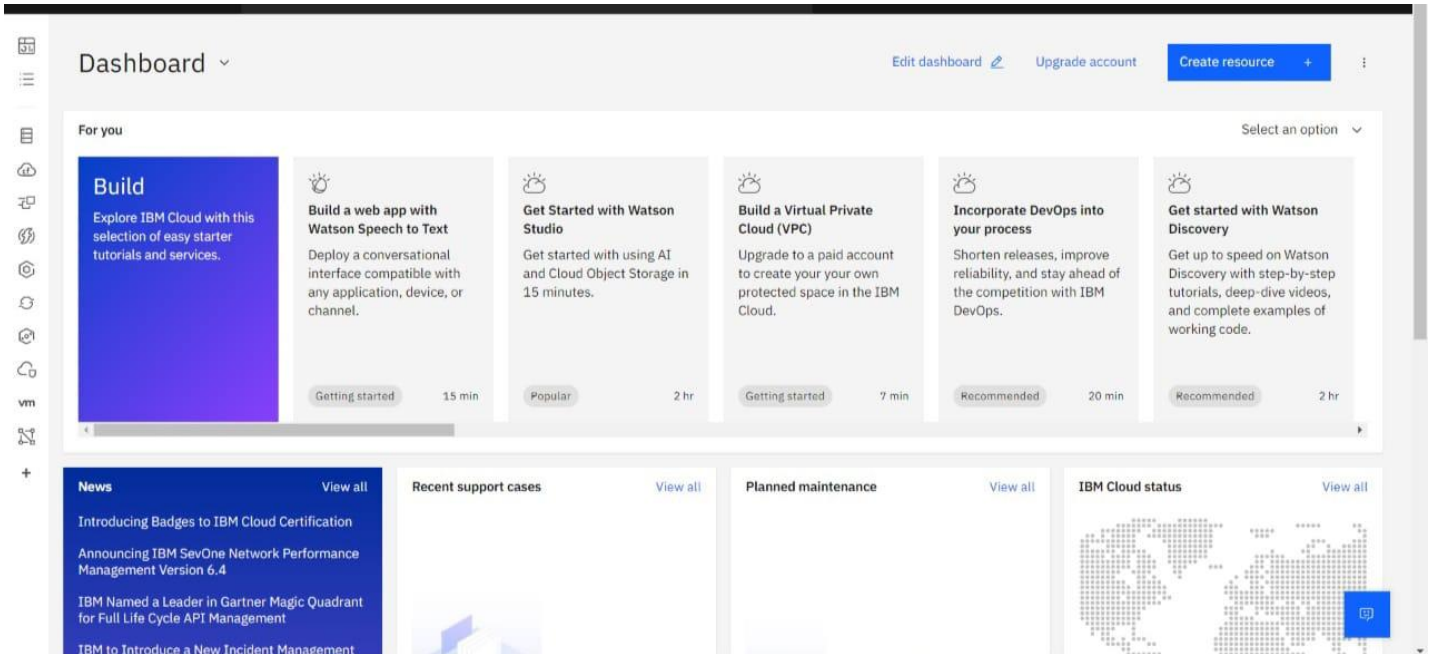 Dashboard
Edit dashboard
Upgrade account
Create resource +
For you
Select an option
Build
Explore IBM Cloud with this
selection of easy starter
tutorials and services.
Build a web app with
Watson Speech to Text
Deploy a conversational
interface compatible with
any application, device, or
channel.
Getting started
15 min
Get Started with Watson
Studio
Get started with using AI
and Cloud Object Storage in
15 minutes.
Popular
2 hr
Build a Virtual Private
Cloud (VPC)
Upgrade to a paid account
to create your your own
protected space in the IBM
Cloud.
Getting started
7 min
Incorporate DevOps into
your process
Shorten releases, improve
reliability, and stay ahead of
the competition with IBM
DevOps.
Recommended
20 min
Get started with Watson
Discovery
Get up to speed on Watson
Discovery with step-by-step
tutorials, deep-dive videos,
and complete examples of
working code.
Recommended
2 hr
vm
+
News
View all
Introducing Badges to IBM Cloud Certification
Announcing IBM SevOne Network Performance
Management Version 6.4
IBM Named a Leader in Gartner Magic Quadrant
for Full Life Cycle API Management
IBM to Introduce a New Incident Management
Recent support cases
View all
Planned maintenance
View all
IBM Cloud status
View all